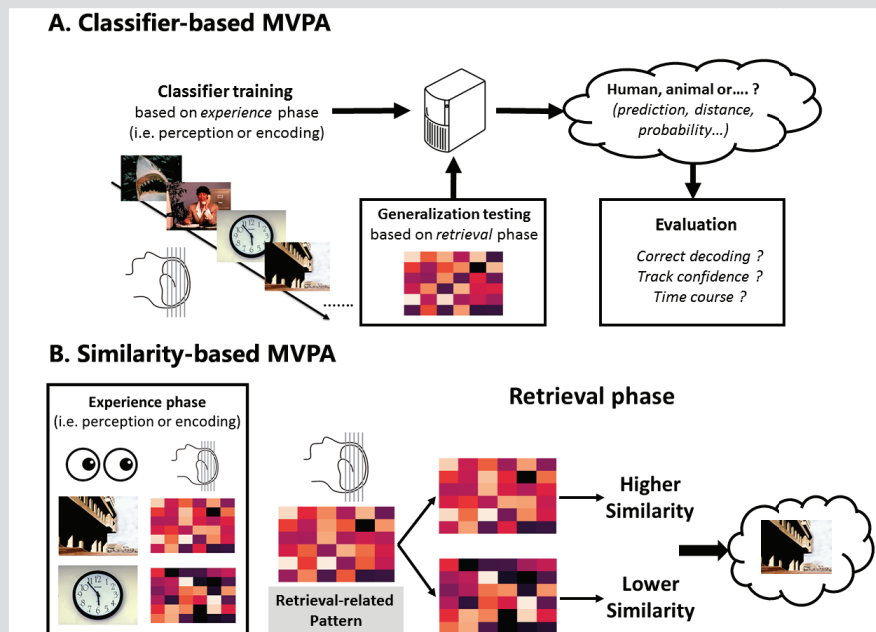 A. Classifier-based MVPA
Classifier training
based on experience phase
(i.e. perception or encoding)
Human, animal or…. ?
(prediction, distance,
probability…)
Generalization testing
based on retrieval phase
Evaluation
Correct decoding ?
Track confidence ?
Time course ?
.......
B. Similarity-based MVPA
Experience phase
(i.e. perception or encoding)
Retrieval phase
Higher
Similarity
Retrieval-related
Pattern
Lower
Similarity